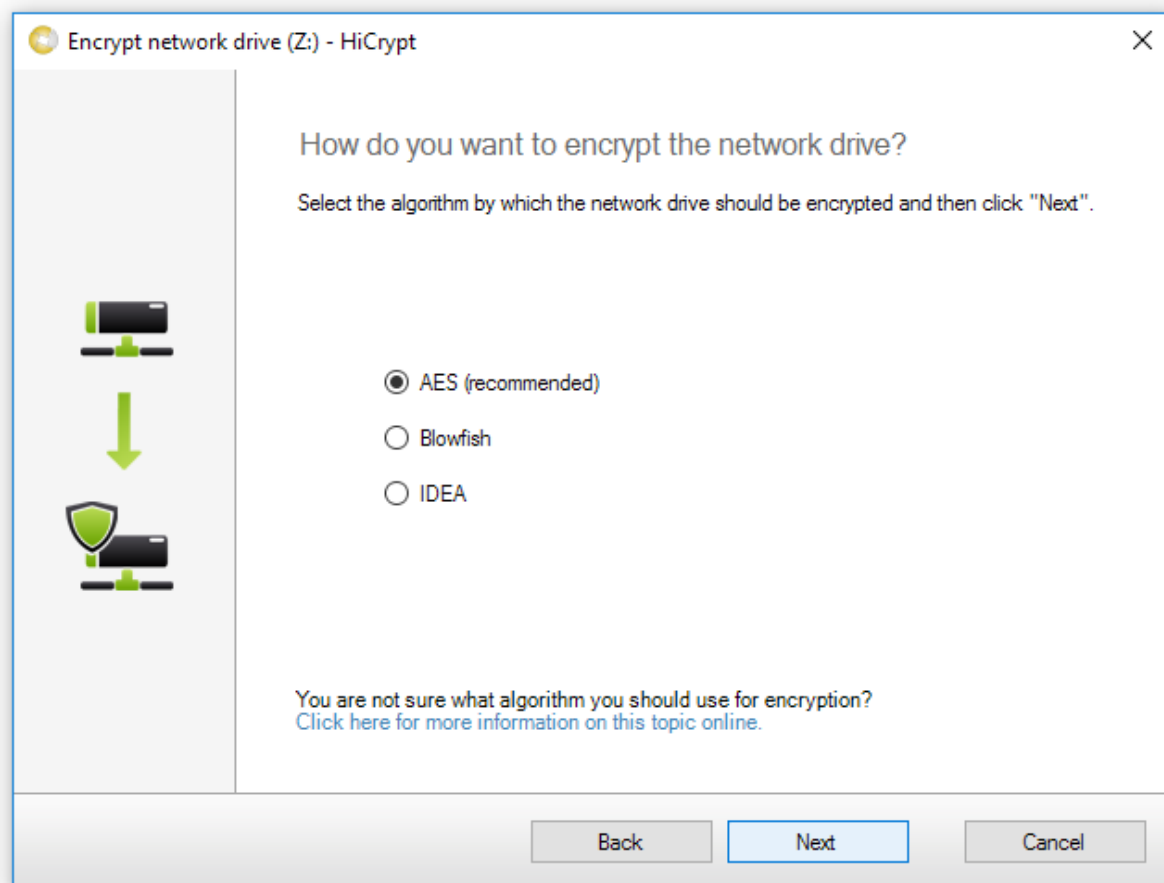 Encrypt network drive (Z:) - HiCrypt
How do you want to encrypt the network drive?
Select the algorithm by which the network drive should be encrypted and then click "Next".
AES (recommended)
Blowfish
IDEA
You are not sure what algorithm you should use for encryption?
Click here for more information on this topic online.
Back
Next
Cancel